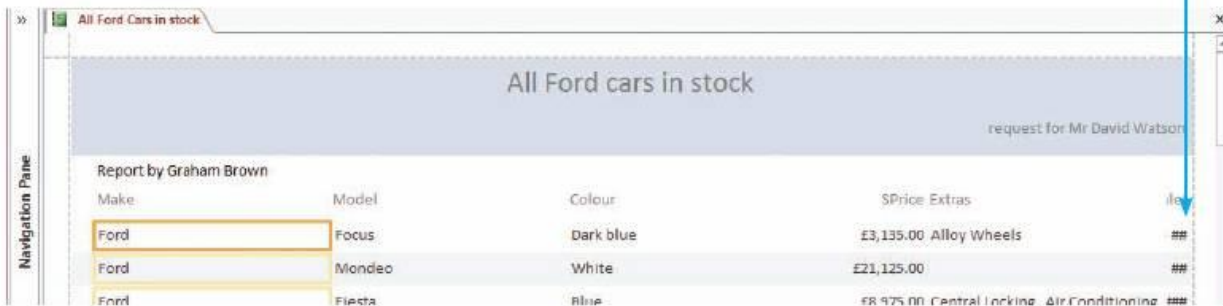 »
All Ford Cars in stock
All Ford cars in stock
request for Mr David Watson
Navigation Pane
Report by Graham Brown
Make Model Colour SPrice Extras
Ford Focus Dark blue £3,135.00 Alloy Wheels ##
Ford Mondeo White £21,125.00 ##
Ford Fiesta Blue £8,975.00 Central Locking, Air Conditioning ###